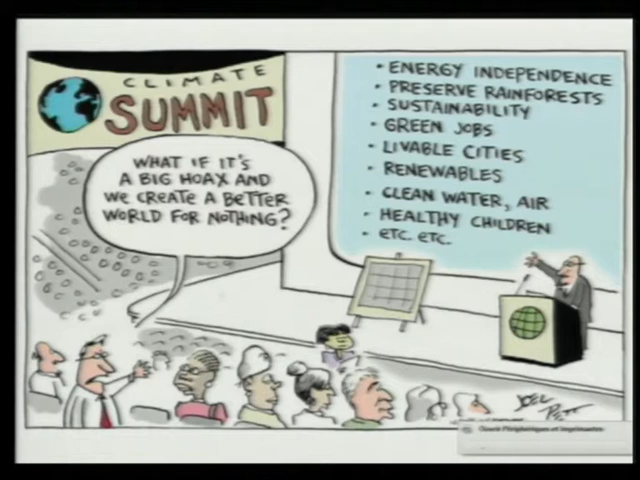 CLIMATE
SUMMIT
WHAT IF IT'S
A BIG HOAX AND
WE CREATE A BETTER
WORLD FOR NOTHING?
• ENERGY INDEPENDENCE
• PRESERVE RAINFORESTS
• SUSTAINABILITY
• GREEN JOBS
• LIVABLE CITIES
• RENEWABLES
• CLEAN WATER, AIR
• HEALTHY CHILDREN
• ETC. ETC.
JOEL
PETT